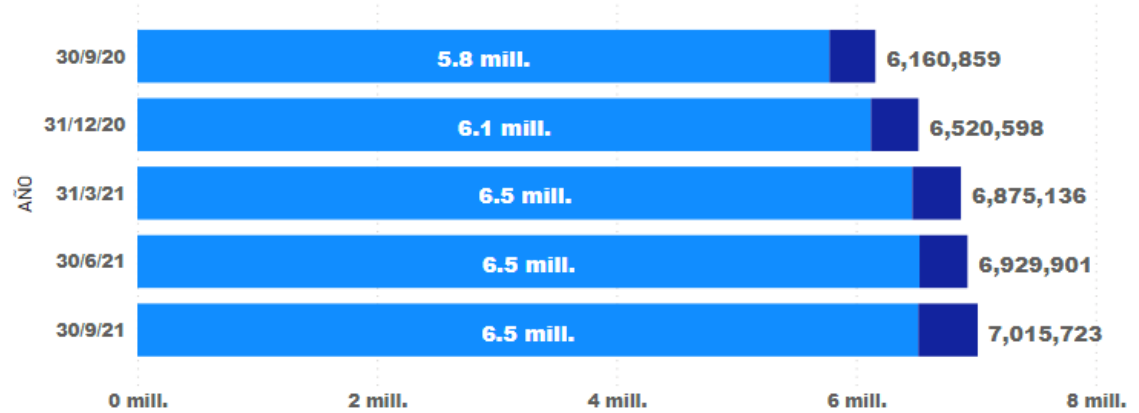 AÑO
30/9/20 5.8 mill. 6,160,859
31/12/20 6.1 mill. 6,520,598
31/3/21 6.5 mill. 6,875,136
30/6/21 6.5 mill. 6,929,901
30/9/21 6.5 mill. 7,015,723
0 mill. 2 mill. 4 mill. 6 mill. 8 mill.